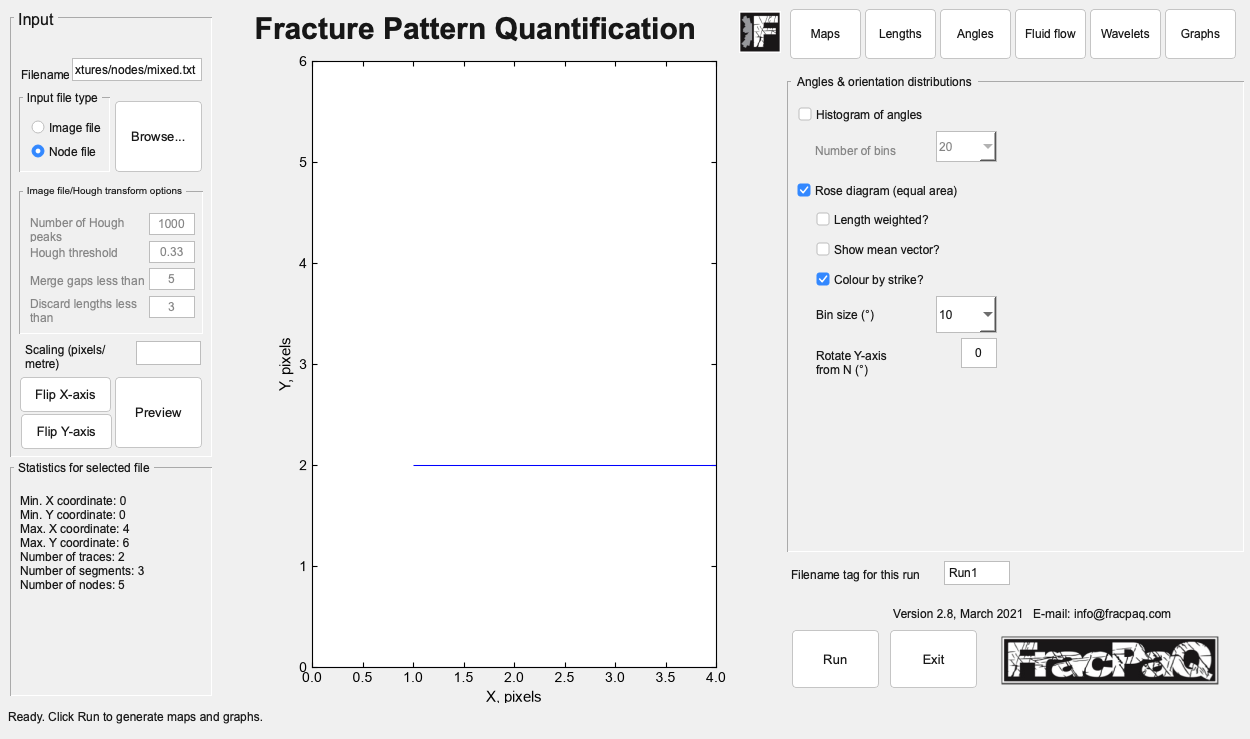 Input
Filename
xtures/nodes/mixed.txt
Input file type
Image file
Node file
Browse...
Image file/Hough transform options
Number of Hough
peaks
1000
Hough threshold
0.33
Merge gaps less than
5
Discard lengths less
than
3
Scaling (pixels/
metre)
Flip X-axis
Flip Y-axis
Preview
Statistics for selected file
Min. X coordinate: 0
Min. Y coordinate: 0
Max. X coordinate: 4
Max. Y coordinate: 6
Number of traces: 2
Number of segments: 3
Number of nodes: 5
Ready. Click Run to generate maps and graphs.
Fracture Pattern Quantification
6
5
4
3
2
1
0
Y, pixels
0.0 0.5 1.0 1.5 2.0 2.5 3.0 3.5 4.0
X, pixels
F
Maps
Lengths
Angles
Fluid flow
Wavelets
Graphs
Angles & orientation distributions
Histogram of angles
Number of bins
20
Rose diagram (equal area)
Length weighted?
Show mean vector?
Colour by strike?
Bin size (°)
10
Rotate Y-axis
from N (°)
0
Filename tag for this run
Run1
Version 2.8, March 2021 E-mail: info@fracpaq.com
Run
Exit
FracPaQ